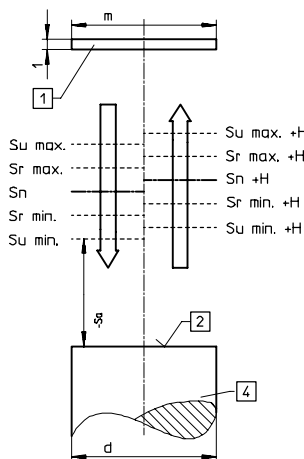 m
1
1
Su max.
Sr max.
Sn
Sr min.
Su min.
Su max. +H
Sr max. +H
Sn +H
Sr min. +H
Su min. +H
-Sa
2
4
d